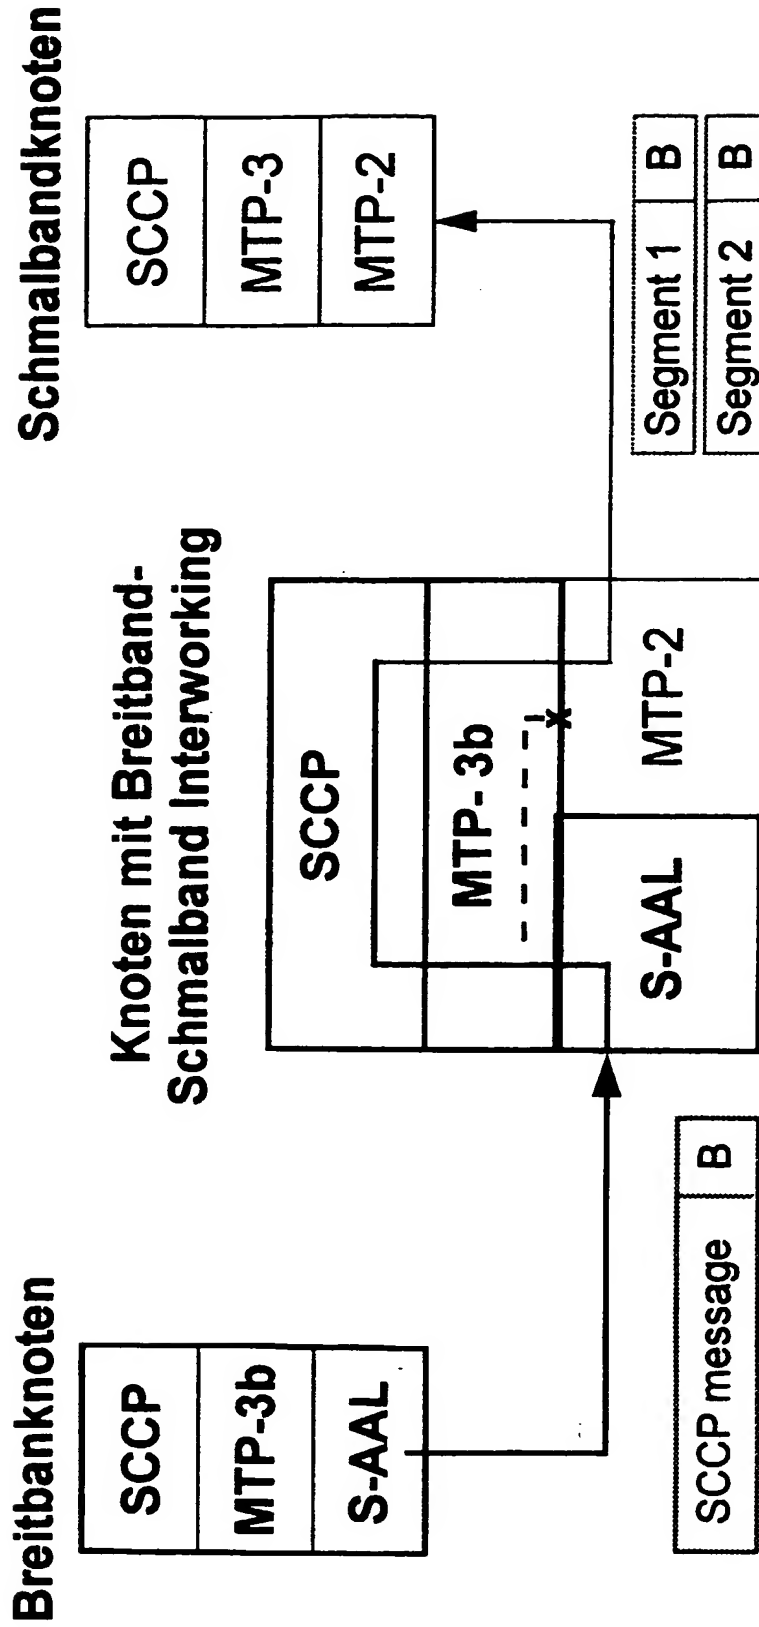 Breitbanknoten
SCCP
MTP-3b
S-AAL
SCCP message B
Knoten mit Breitband-
Schmalband Interworking
SCCP
MTP- 3b
S-AAL
MTP-2
Schmalbandknoten
SCCP
MTP-3
MTP-2
Segment 1 B
Segment 2 B